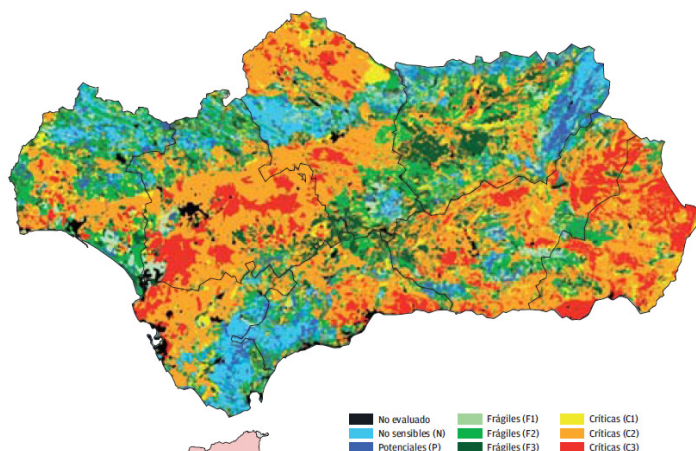 No evaluado
No sensibles (N)
Potenciales (P)
Frágiles (F1)
Frágiles (F2)
Frágiles (F3)
Críticas (C1)
Críticas (C2)
Críticas (C3)